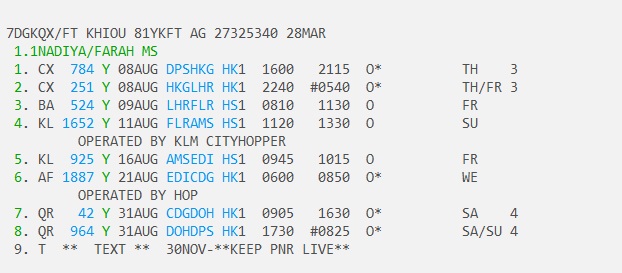 7DGKQX/FT KHIOU 81YKFT AG 27325340 28MAR
1.1NADIYA/FARAH MS
1. CX 784 Y 08AUG DPSHKG HK1 1600 2115 O* TH 3
2. CX 251 Y 08AUG HKGLHR HK1 2240 #0540 O* TH/FR 3
3. BA 524 Y 09AUG LHRFLR HS1 0810 1130 O FR
4. KL 1652 Y 11AUG FLRAMS HS1 1120 1330 O SU
OPERATED BY KLM CITYHOPPER
5. KL 925 Y 16AUG AMSEDI HS1 0945 1015 O FR
6. AF 1887 Y 21AUG EDICDG HK1 0600 0850 O* WE
OPERATED BY HOP
7. QR 42 Y 31AUG CDGDOH HK1 0905 1630 O* SA 4
8. QR 964 Y 31AUG DOHDPS HK1 1730 #0825 O* SA/SU 4
9. T ** TEXT ** 30NOV-**KEEP PNR LIVE**